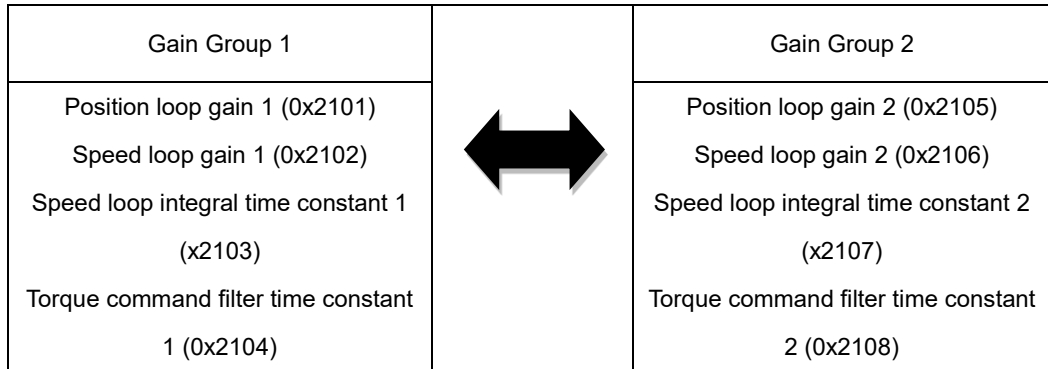 Gain Group 1
Position loop gain 1 (0x2101)
Speed loop gain 1 (0x2102)
Speed loop integral time constant 1
(x2103)
Torque command filter time constant
1 (0x2104)
Gain Group 2
Position loop gain 2 (0x2105)
Speed loop gain 2 (0x2106)
Speed loop integral time constant 2
(x2107)
Torque command filter time constant
2 (0x2108)